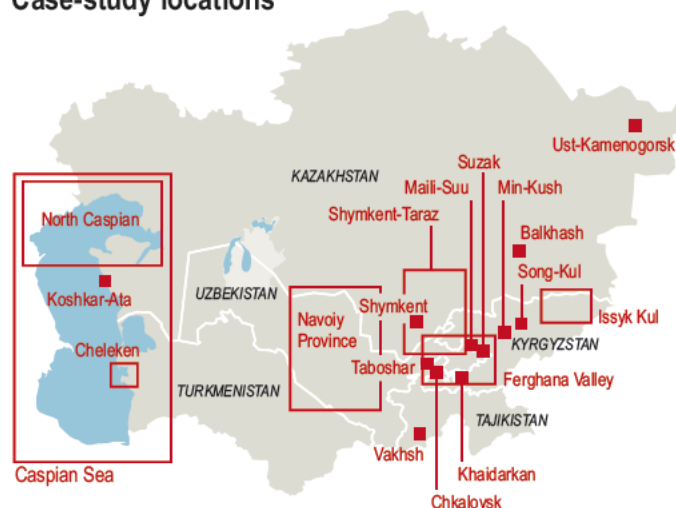 Case-study locations
Ust-Kamenogorsk
Suzak
KAZAKHSTAN
Maili-Suu
Min-Kush
Shymkent-Taraz
North Caspian
Balkhash
Song-Kul
Koshkar-Ata
UZBEKISTAN
Shymkent
Navoiy
Province
Issyk Kul
KYRGYZSTAN
Cheleken
Taboshar
Ferghana Valley
TURKMENISTAN
TAJIKISTAN
Vakhsh
Caspian Sea
Khaidarkan
Chkalovsk